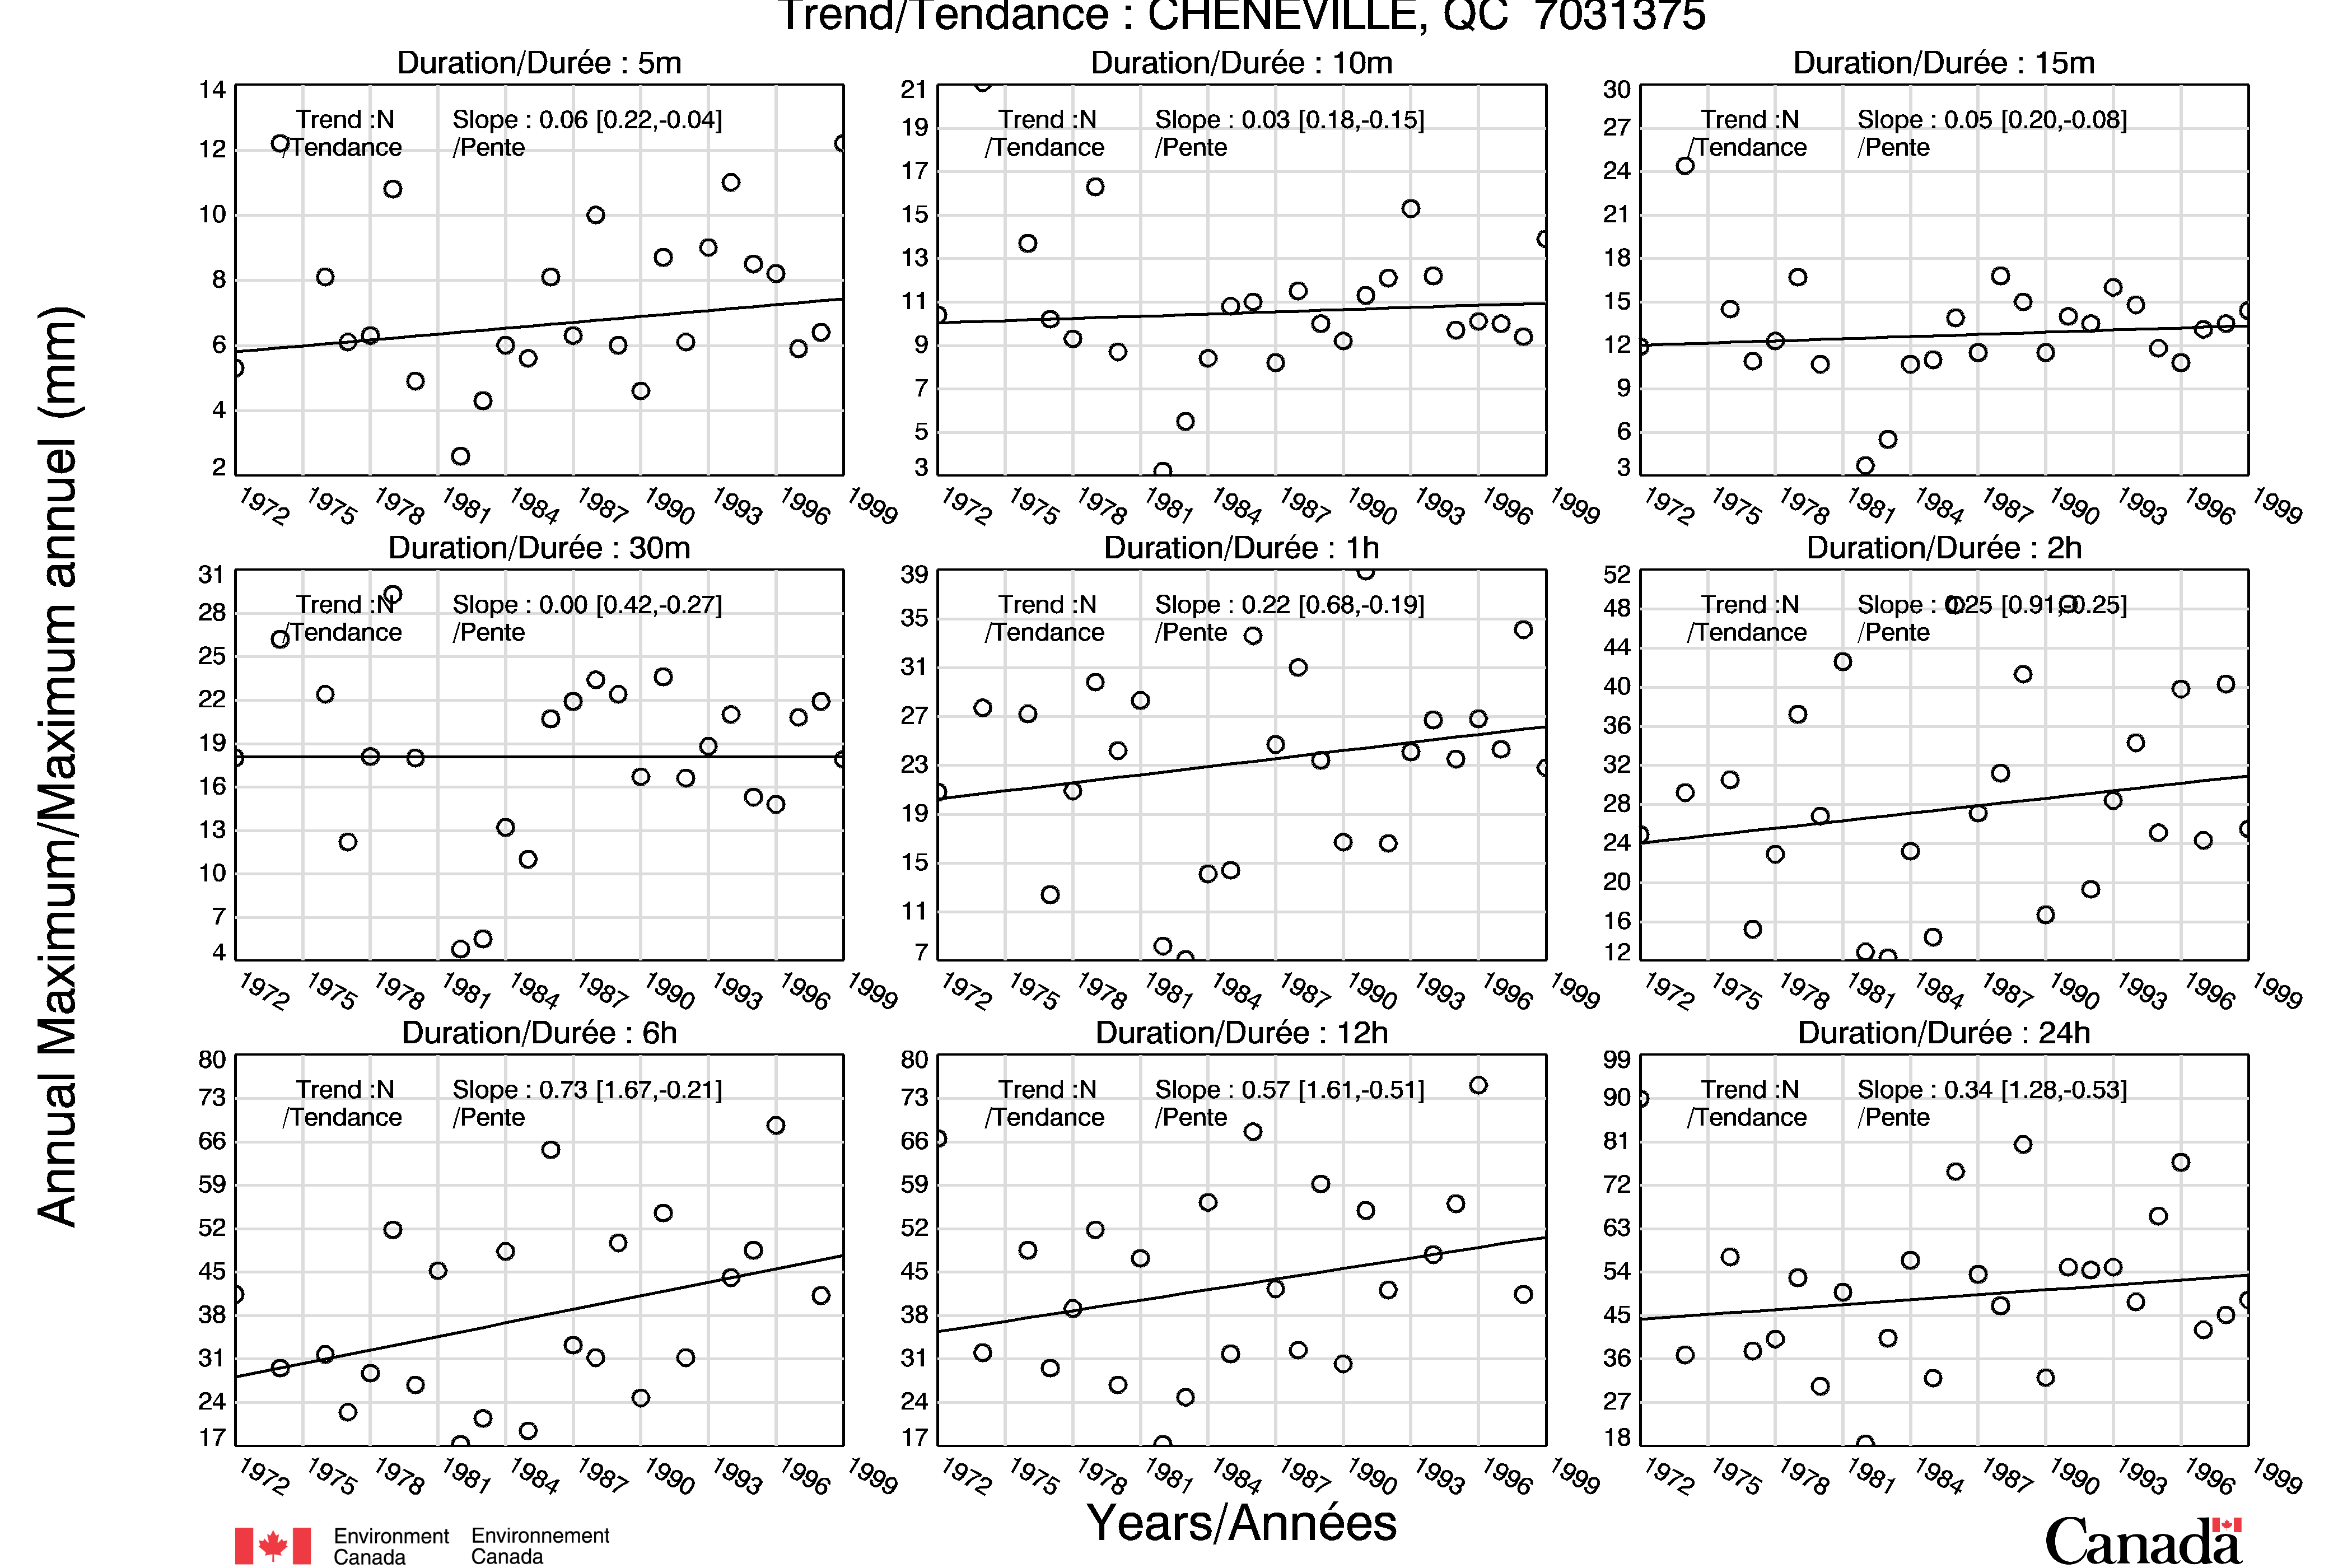 Trend/Tendance : CHENEVILLE, QC 7031375
Annual Maximum/Maximum annuel (mm)
Duration/Durée : 5m
14
12
10
8
6
4
2
Trend :N
/Tendance
Slope : 0.06 [0.22,-0.04]
/Pente
1972 1975 1978 1981 1984 1987 1990 1993 1996 1999
Duration/Durée : 10m
21
19
17
15
13
11
9
7
5
3
Trend :N
/Tendance
Slope : 0.03 [0.18,-0.15]
/Pente
1972 1975 1978 1981 1984 1987 1990 1993 1996 1999
Duration/Durée : 15m
30
27
24
21
18
15
12
9
6
3
Trend :N
/Tendance
Slope : 0.05 [0.20,-0.08]
/Pente
1972 1975 1978 1981 1984 1987 1990 1993 1996 1999
Duration/Durée : 30m
31
28
25
22
19
16
13
10
7
4
Trend :N
/Tendance
Slope : 0.00 [0.42,-0.27]
/Pente
1972 1975 1978 1981 1984 1987 1990 1993 1996 1999
Duration/Durée : 1h
39
35
31
27
23
19
15
11
7
Trend :N
/Tendance
Slope : 0.22 [0.68,-0.19]
/Pente
1972 1975 1978 1981 1984 1987 1990 1993 1996 1999
Duration/Durée : 2h
52
48
44
40
36
32
28
24
20
16
12
Trend :N
/Tendance
Slope : 0.25 [0.91,-0.25]
/Pente
1972 1975 1978 1981 1984 1987 1990 1993 1996 1999
Duration/Durée : 6h
80
73
66
59
52
45
38
31
24
17
Trend :N
/Tendance
Slope : 0.73 [1.67,-0.21]
/Pente
1972 1975 1978 1981 1984 1987 1990 1993 1996 1999
Duration/Durée : 12h
80
73
66
59
52
45
38
31
24
17
Trend :N
/Tendance
Slope : 0.57 [1.61,-0.51]
/Pente
1972 1975 1978 1981 1984 1987 1990 1993 1996 1999
Duration/Durée : 24h
99
90
81
72
63
54
45
36
27
18
Trend :N
/Tendance
Slope : 0.34 [1.28,-0.53]
/Pente
1972 1975 1978 1981 1984 1987 1990 1993 1996 1999
Years/Années
Environment
Canada
Environnement
Canada
Canada